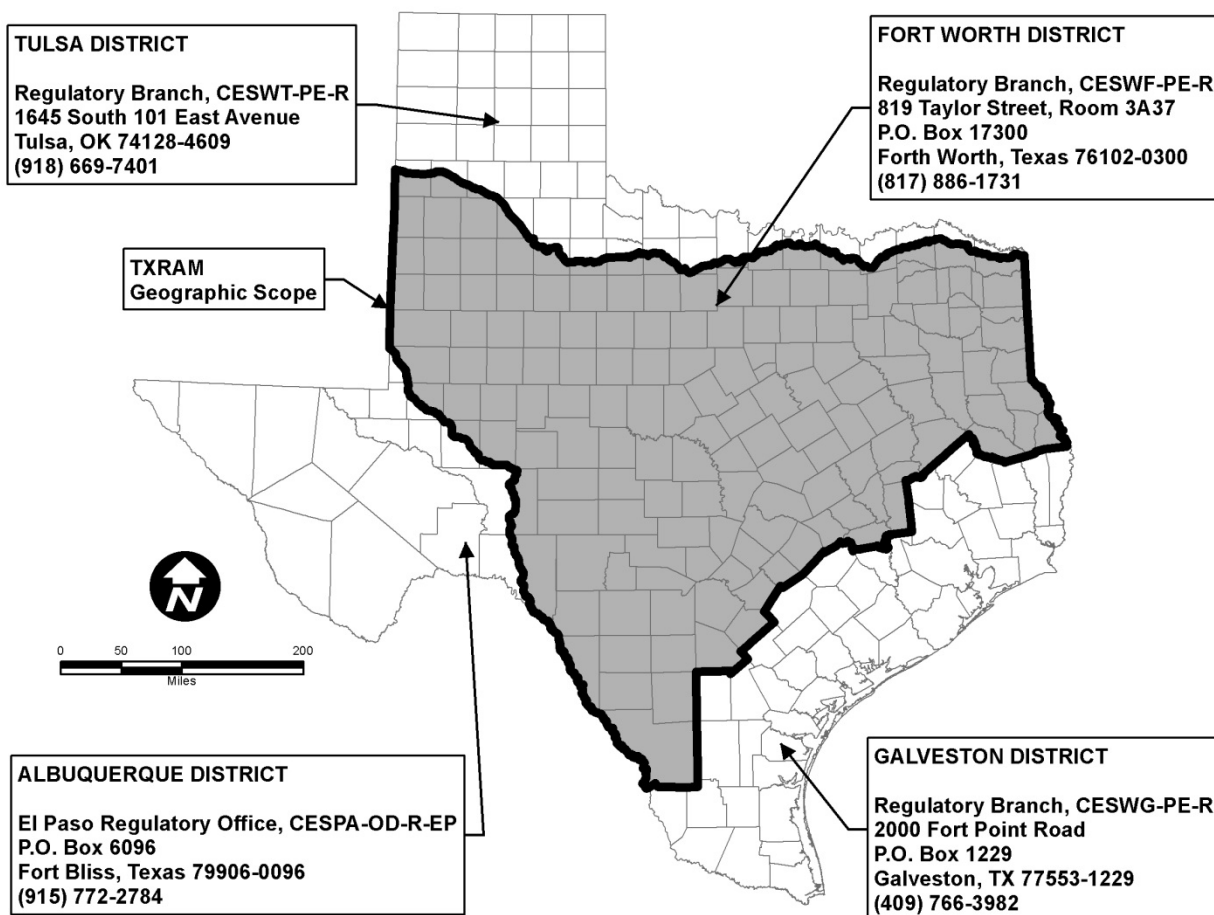 TULSA DISTRICT
Regulatory Branch, CESWT-PE-R
1645 South 101 East Avenue
Tulsa, OK 74128-4609
(918) 669-7401
FORT WORTH DISTRICT
Regulatory Branch, CESWF-PE-R
819 Taylor Street, Room 3A37
P.O. Box 17300
Forth Worth, Texas 76102-0300
(817) 886-1731
TXRAM
Geographic Scope
N
0 50 100 200
Miles
ALBUQUERQUE DISTRICT
El Paso Regulatory Office, CESPA-OD-R-EP
P.O. Box 6096
Fort Bliss, Texas 79906-0096
(915) 772-2784
GALVESTON DISTRICT
Regulatory Branch, CESWG-PE-R
2000 Fort Point Road
P.O. Box 1229
Galveston, TX 77553-1229
(409) 766-3982